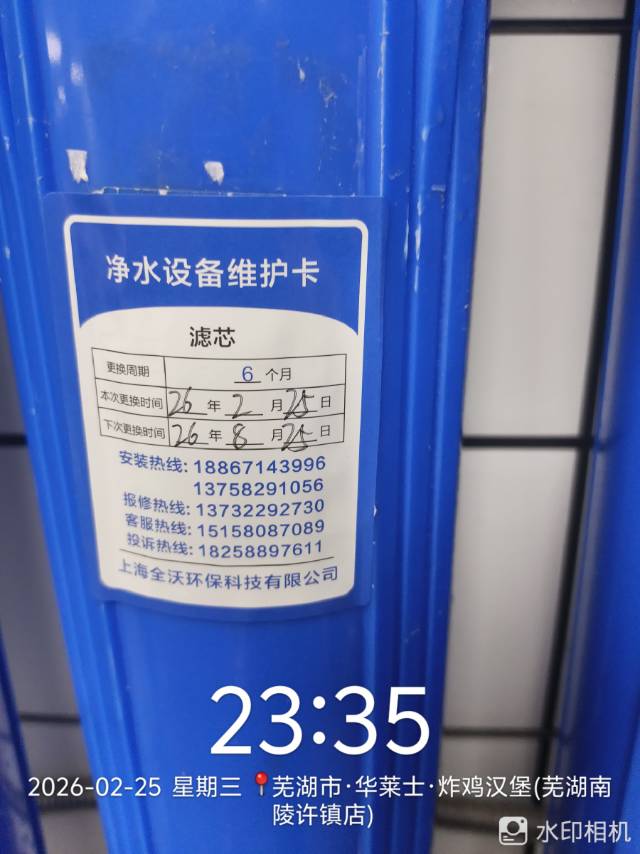 净水设备维护卡
滤芯
更换周期 6 个月
本次更换时间 26 年 2 月 25 日
下次更换时间 26 年 8 月 25 日
安装热线: 18867143996
13758291056
报修热线: 13732292730
客服热线: 15158087089
投诉热线: 18258897611
上海全沃环保科技有限公司
23:35
2026-02-25 星期三 📍芜湖市·华莱士·炸鸡汉堡(芜湖南
陵许镇店)
水印相机